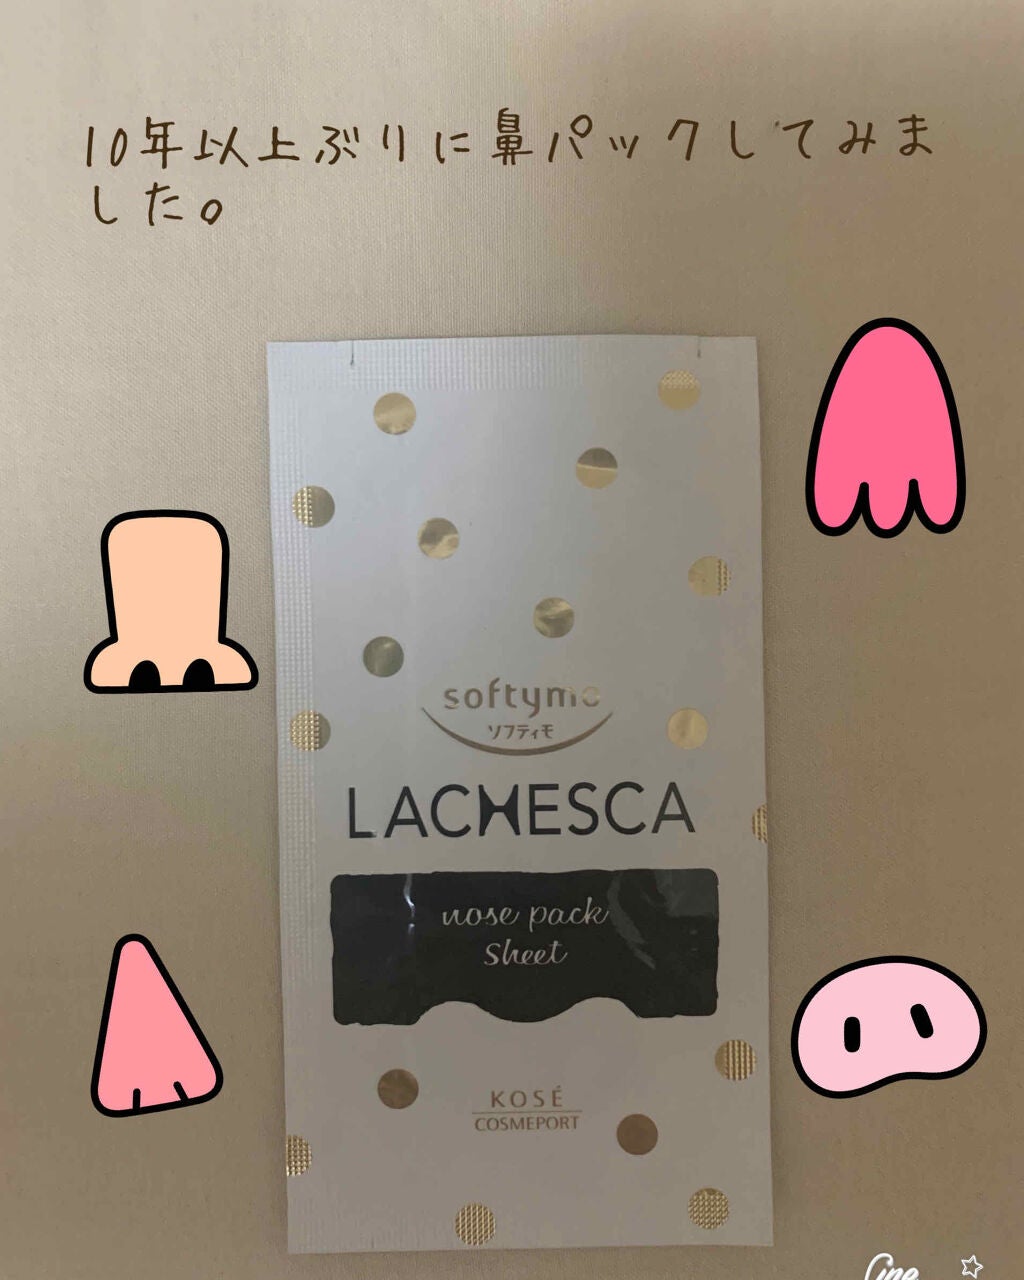 10年以上ぶりに鼻パックしてみま
した。
softymo
ソフティモ
LACHESCA
nose pack
sheet
KOSÉ
COSMEPORT